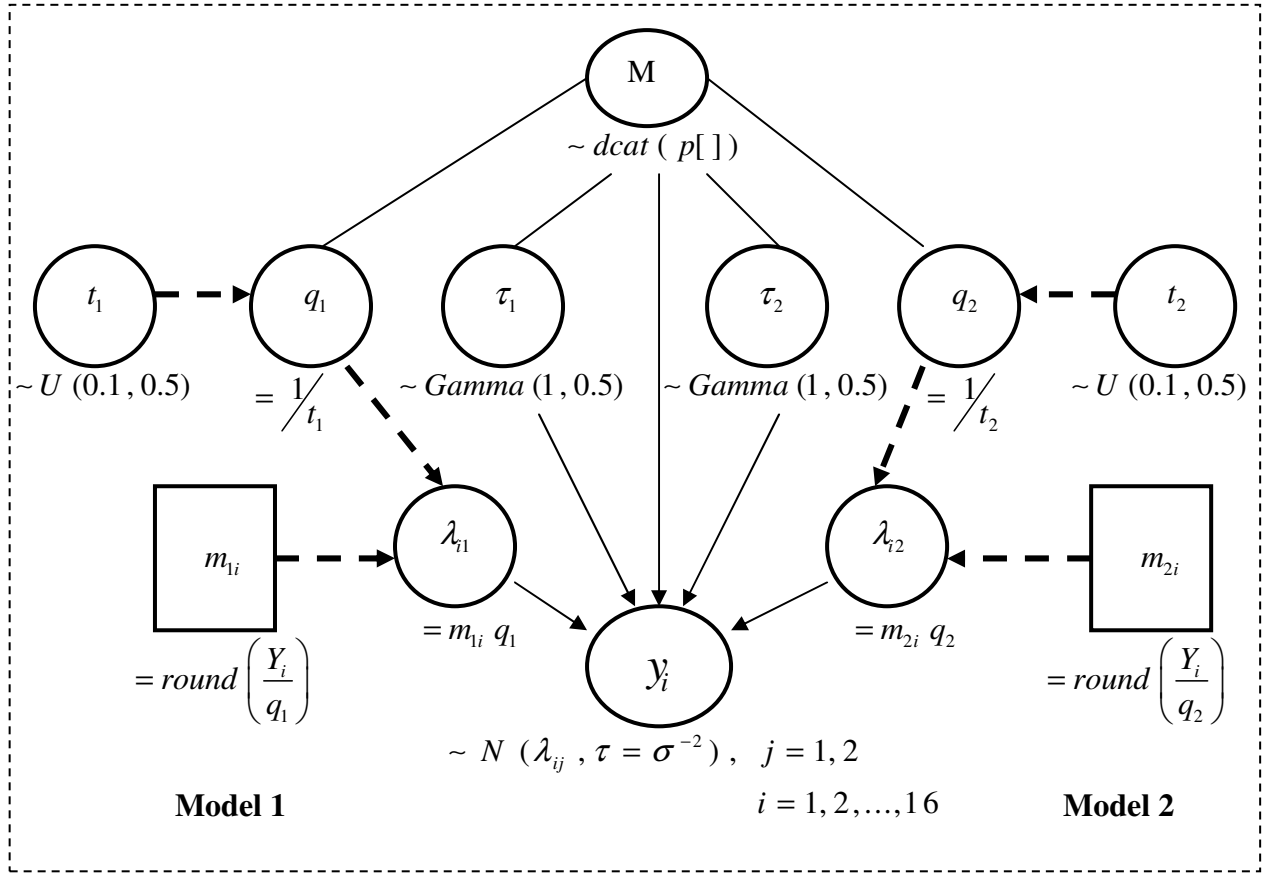 M
~ dcat ( p[ ] )
t₁ q₁ τ₁ τ₂ q₂ t₂
~ U (0.1, 0.5) = 1/t₁ ~ Gamma (1, 0.5) ~ Gamma (1, 0.5) = 1/t₂ ~ U (0.1, 0.5)
m₁ᵢ λᵢ₁ λᵢ₂ m₂ᵢ
= m₁ᵢ q₁ = m₂ᵢ q₂
= round (Yᵢ/q₁) yᵢ = round (Yᵢ/q₂)
~ N (λᵢⱼ , τ = σ⁻²) , j = 1, 2
Model 1 i = 1, 2,...,16 Model 2